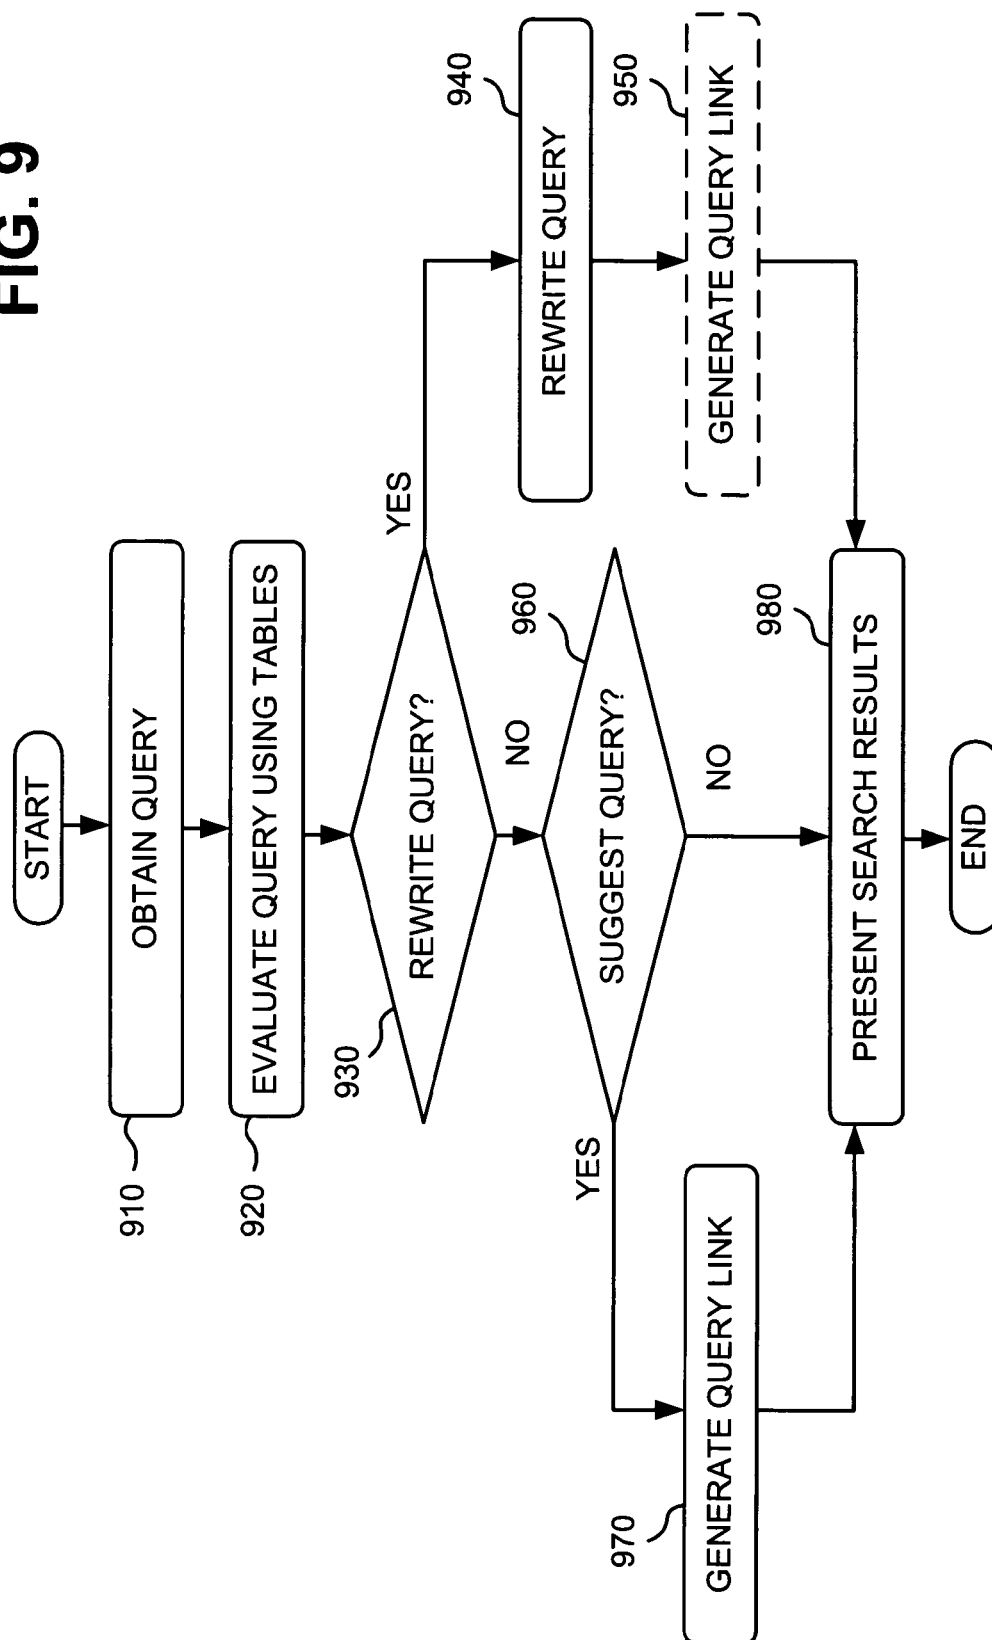 FIG. 9
START
OBTAIN QUERY
910
EVALUATE QUERY USING TABLES
920
REWRITE QUERY?
930
YES
NO
REWRITE QUERY
940
GENERATE QUERY LINK
950
SUGGEST QUERY?
960
YES
NO
GENERATE QUERY LINK
970
PRESENT SEARCH RESULTS
980
END